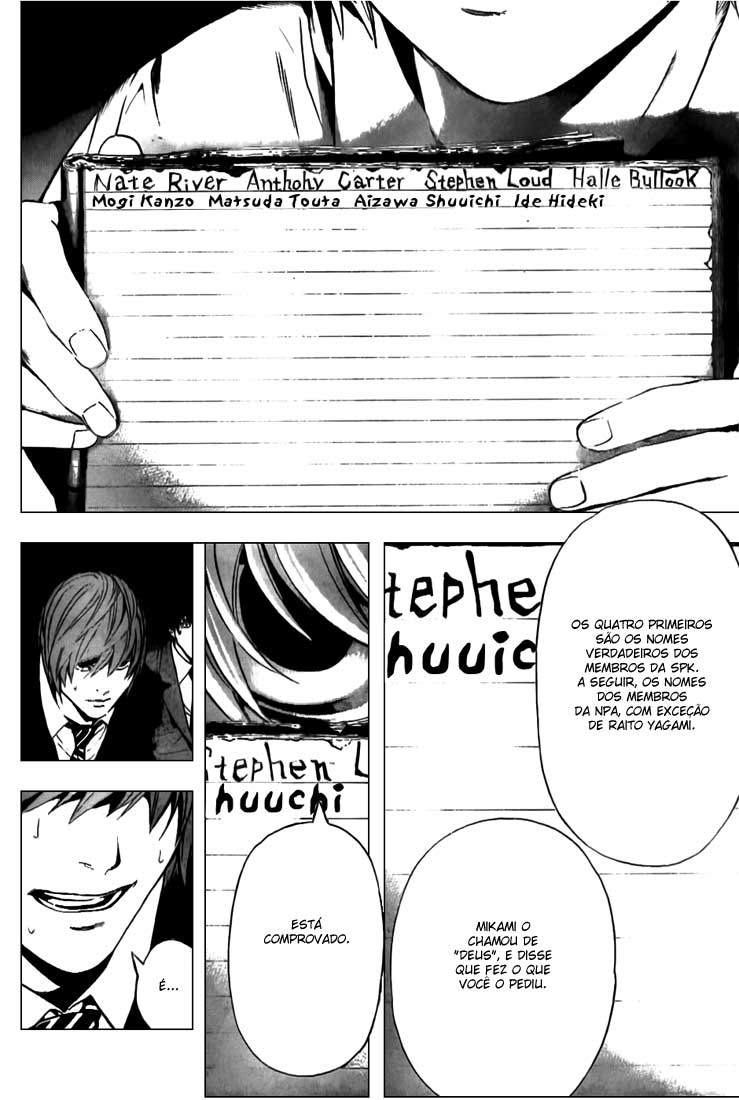 Nate River Anthohy Carter Stephen Loud Halle Bullook
Mogi Kanzo Matsuda Touta Aizawa Shuuichi Ide Hideki
tephe
huuic
OS QUATRO PRIMEIROS
SÃO OS NOMES
VERDADEIROS DOS
MEMBROS DA SPK.
A SEGUIR, OS NOMES
DOS MEMBROS
DA NPA, COM EXCEÇÃO
DE RAITO YAGAMI.
MIKAMI O
CHAMOU DE
"DEUS", E DISSE
QUE FEZ O QUE
VOCÊ O PEDIU.
Stephen L
huuchi
ESTÁ
COMPROVADO.
É...